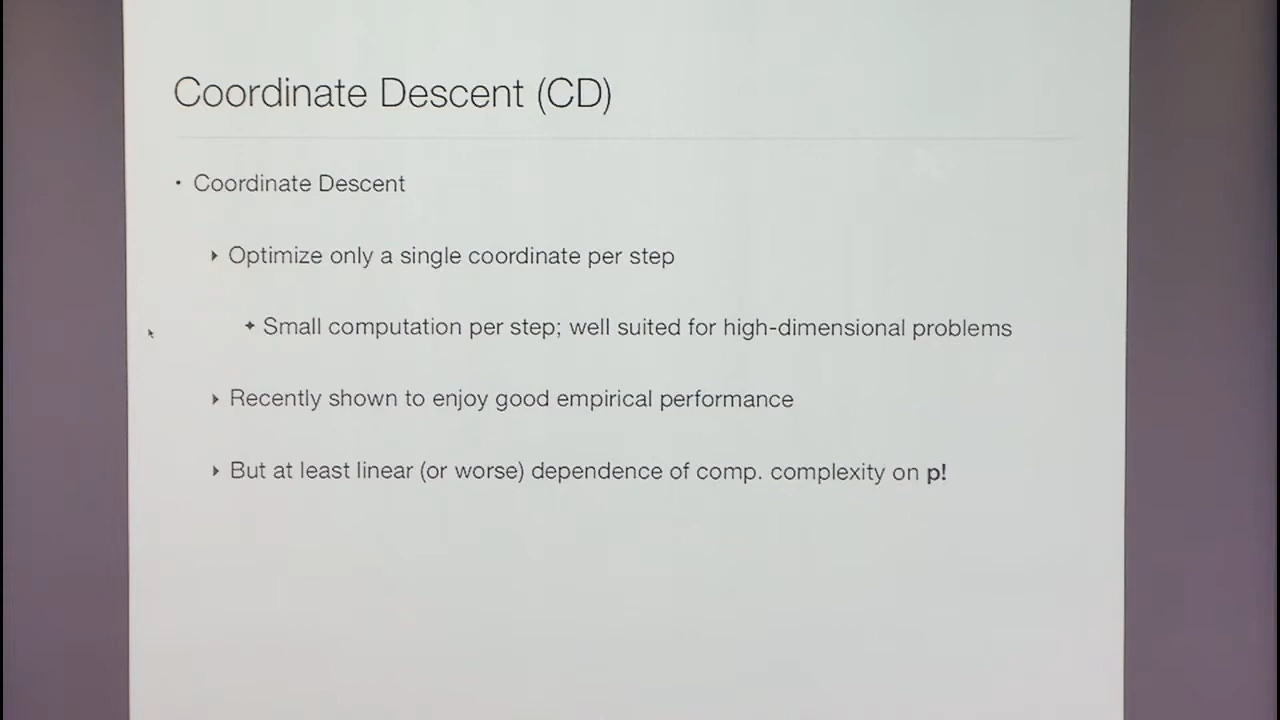 Coordinate Descent (CD)
• Coordinate Descent
‣ Optimize only a single coordinate per step
✦ Small computation per step; well suited for high-dimensional problems
‣ Recently shown to enjoy good empirical performance
‣ But at least linear (or worse) dependence of comp. complexity on p!